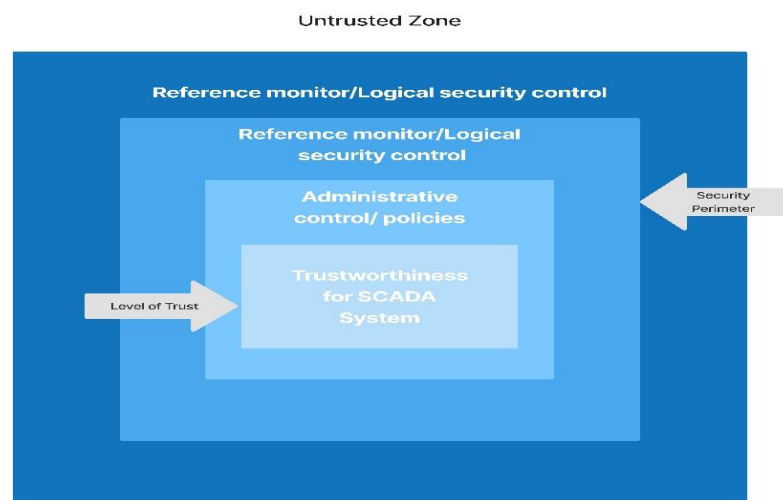 Untrusted Zone
Reference monitor/Logical security control
Reference monitor/Logical
security control
Administrative
control/ policies
Security
Perimeter
Trustworthiness
for SCADA
System
Level of Trust